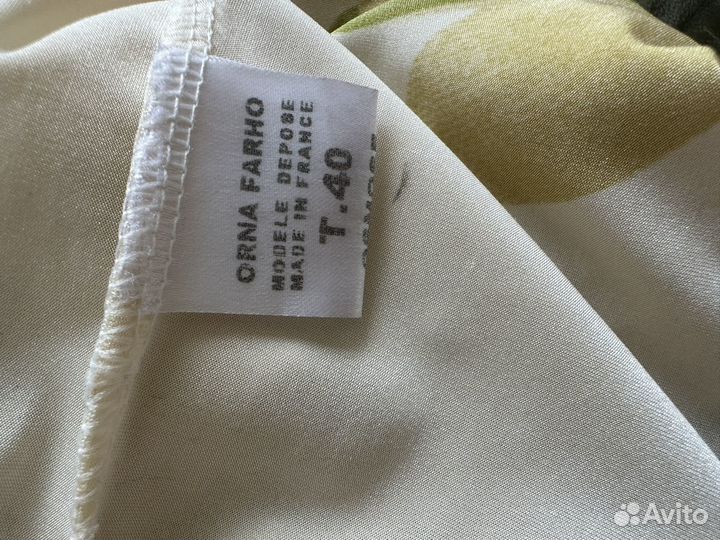 ORNA FARHO
MODELE DEPOSE
MADE IN FRANCE
T.40
Avito